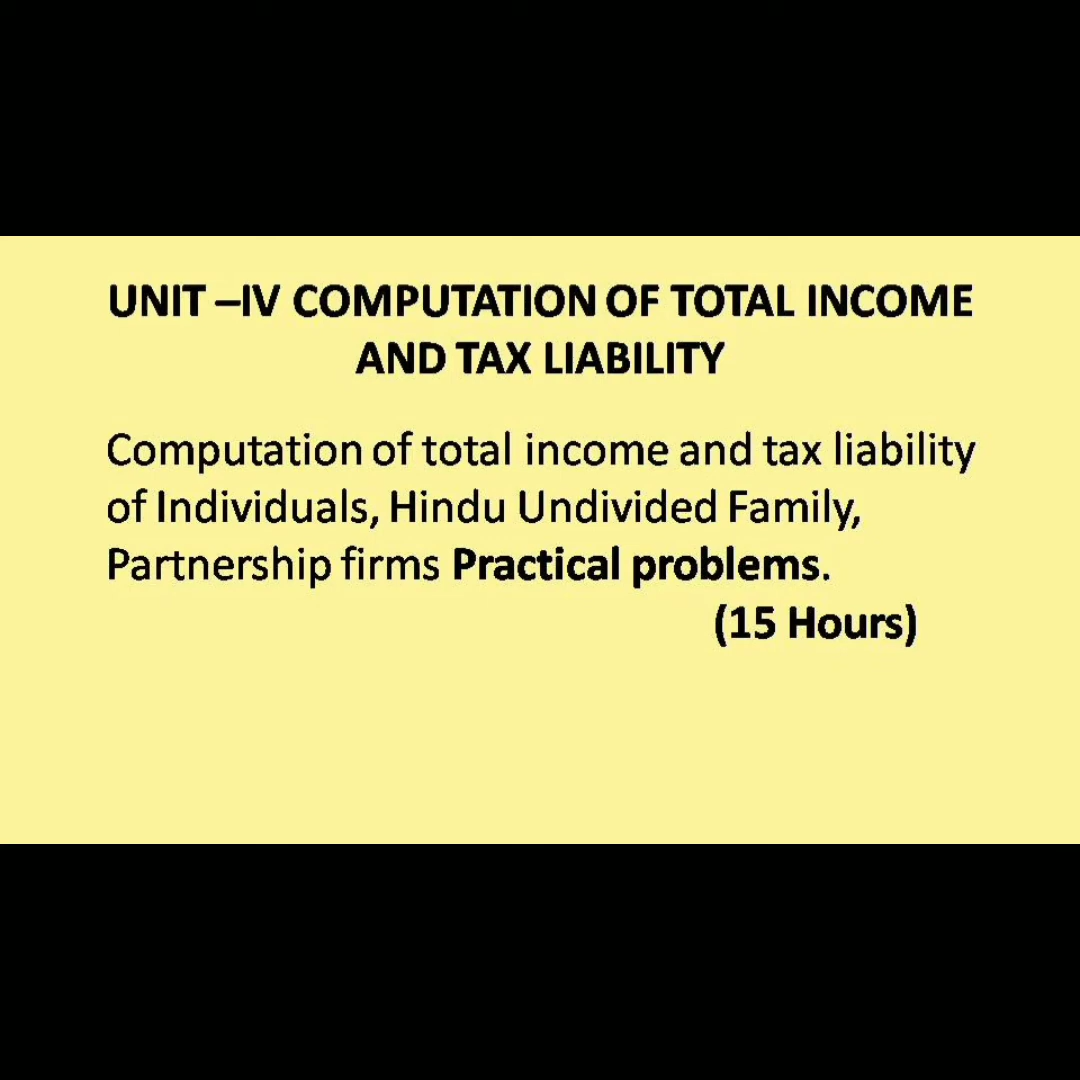 UNIT –IV COMPUTATION OF TOTAL INCOME
AND TAX LIABILITY
Computation of total income and tax liability
of Individuals, Hindu Undivided Family,
Partnership firms Practical problems.
(15 Hours)